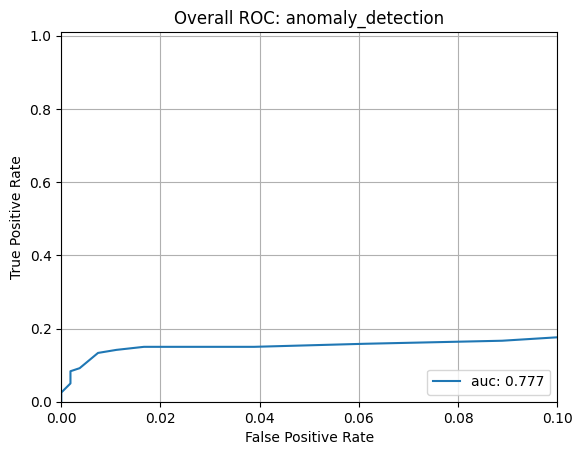 Overall ROC: anomaly_detection
1.0
0.8
0.6
0.4
0.2
0.0
True Positive Rate
auc: 0.777
0.00 0.02 0.04 0.06 0.08 0.10
False Positive Rate